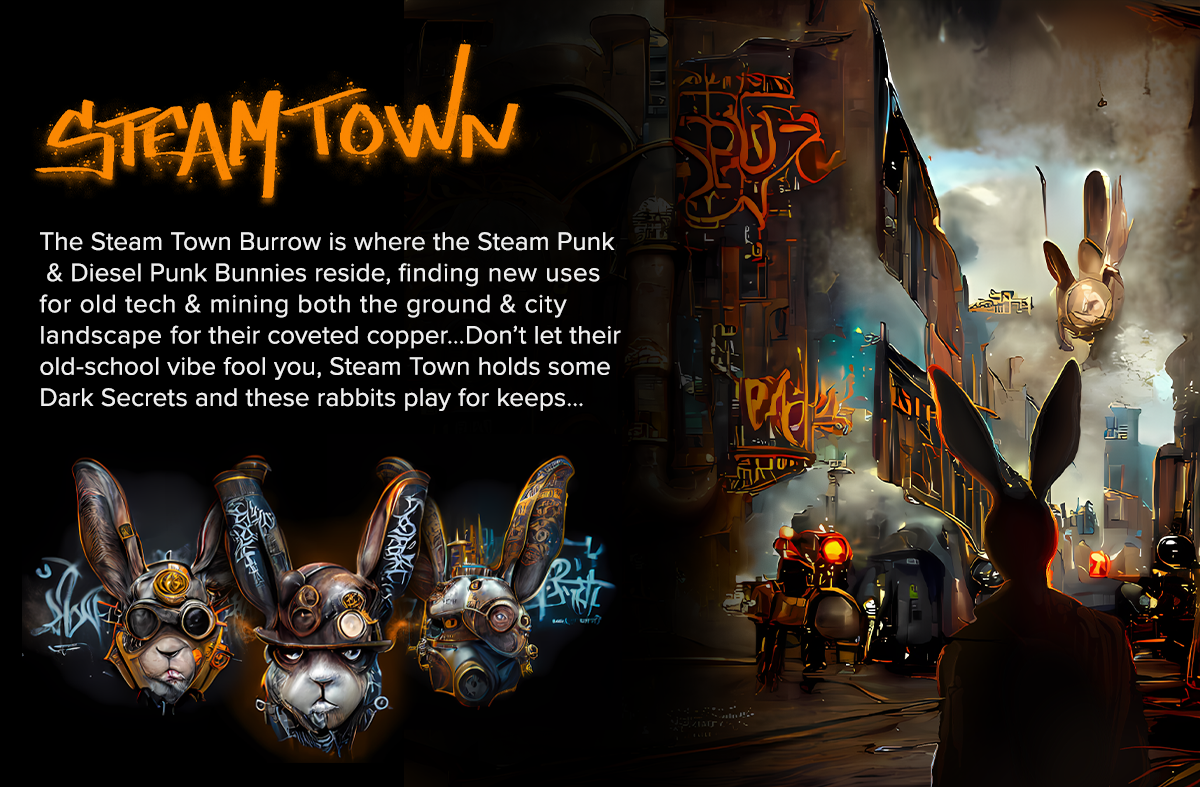 STEAM TOWN
The Steam Town Burrow is where the Steam Punk
& Diesel Punk Bunnies reside, finding new uses
for old tech & mining both the ground & city
landscape for their coveted copper...Don't let their
old-school vibe fool you, Steam Town holds some
Dark Secrets and these rabbits play for keeps...